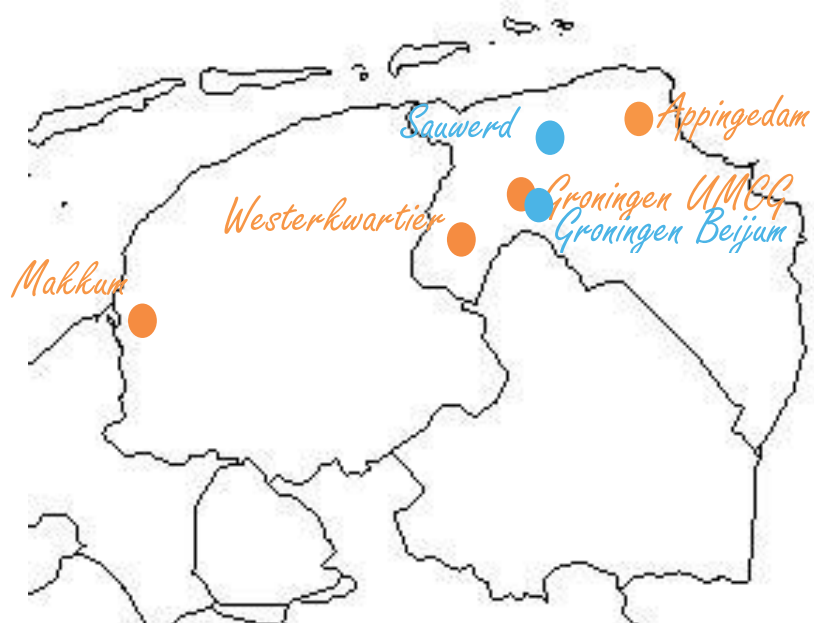 Appingedam
Sauwerd
Groningen UMCG
Westerkwartier
Groningen Beijum
Makkum